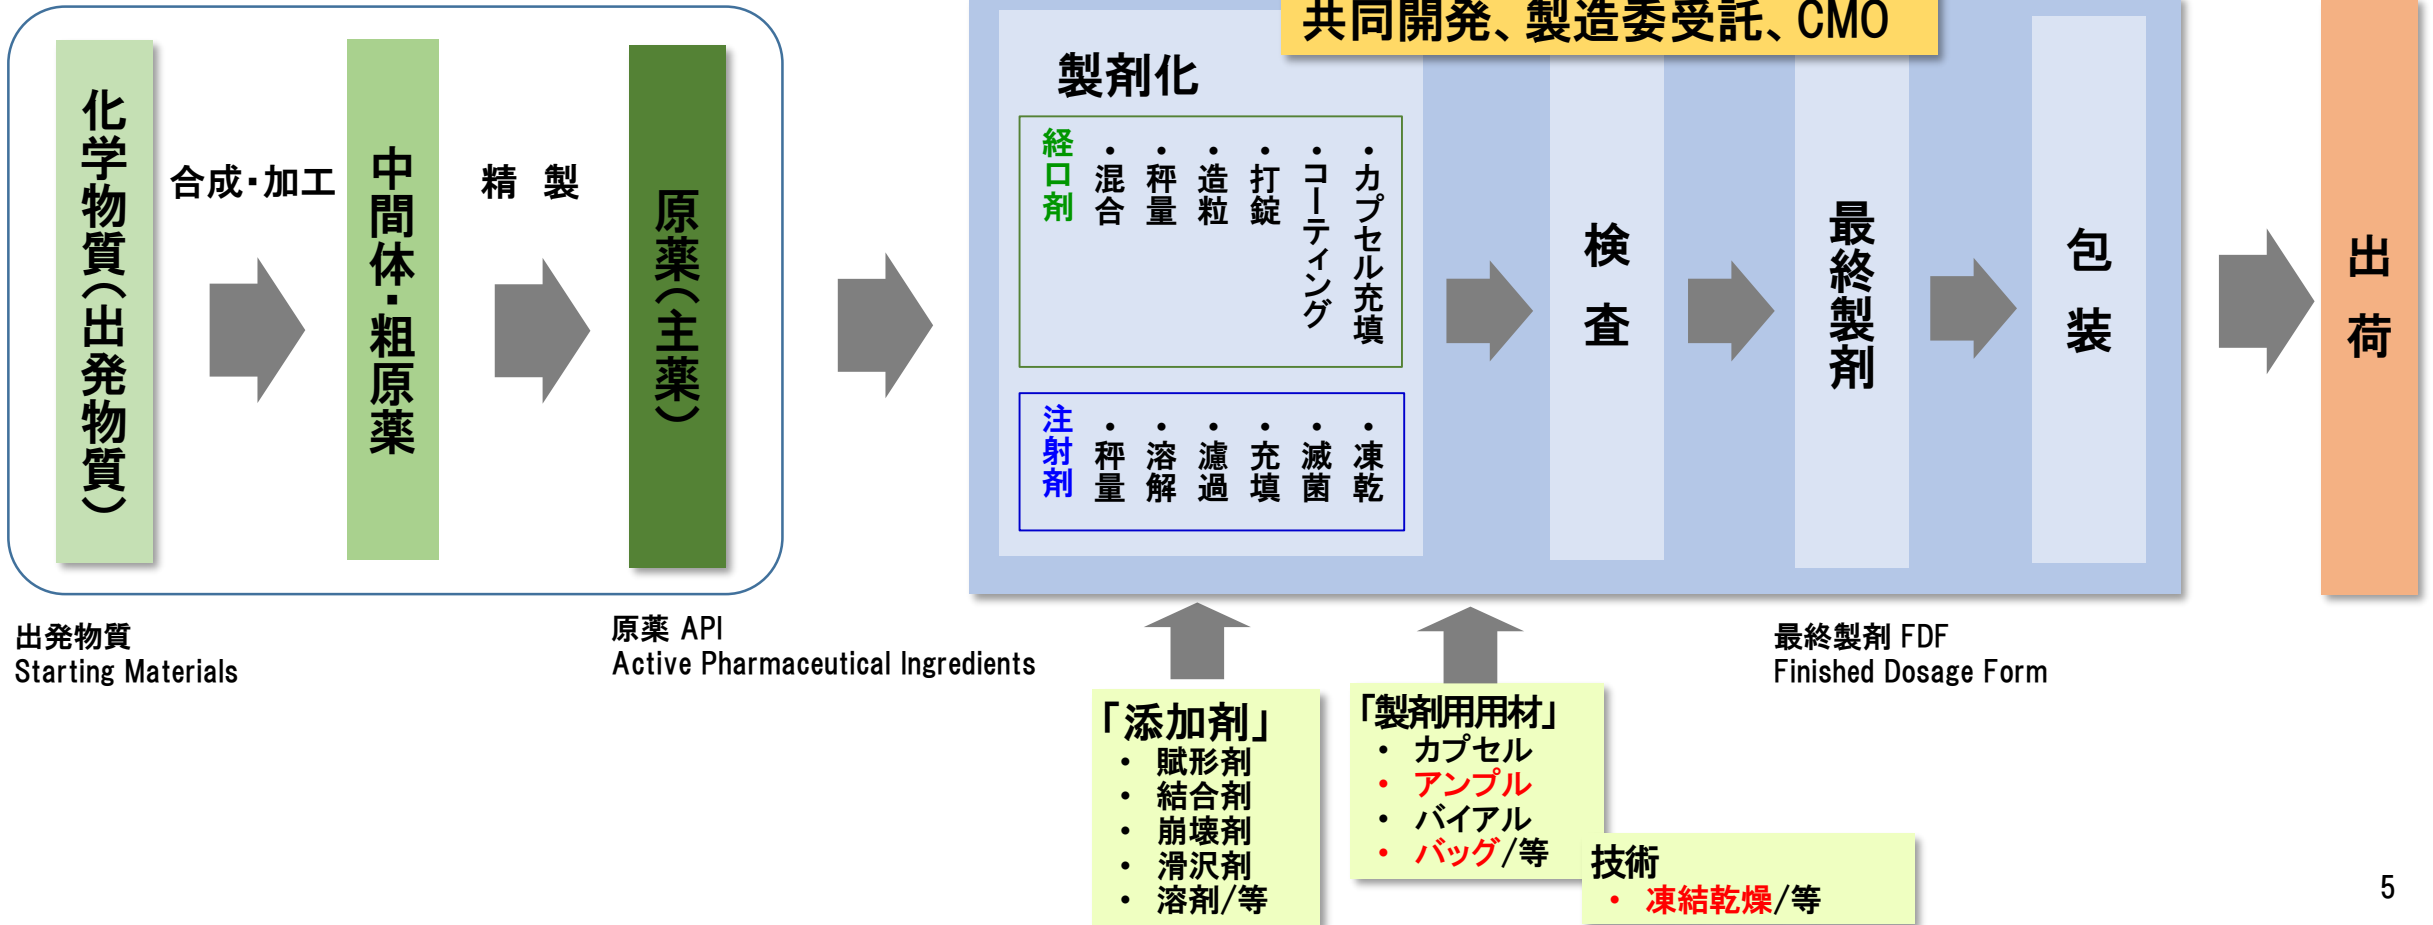 共同開発、製造委受託、CMO
化学物質（出発物質）
合成・加工
中間体・粗原薬
精 製
原薬（主薬）
製剤化
経口剤
・混合
・秤量
・造粒
・打錠
・コーティング
・カプセル充填
注射剤
・秤量
・溶解
・濾過
・充填
・滅菌
・凍乾
検査
最終製剤
包装
出荷
出発物質
Starting Materials
原薬 API
Active Pharmaceutical Ingredients
最終製剤 FDF
Finished Dosage Form
「添加剤」
・ 賦形剤
・ 結合剤
・ 崩壊剤
・ 滑沢剤
・ 溶剤/等
「製剤用用材」
・ カプセル
・ アンプル
・ バイアル
・ バッグ/等
技術
・ 凍結乾燥/等
5